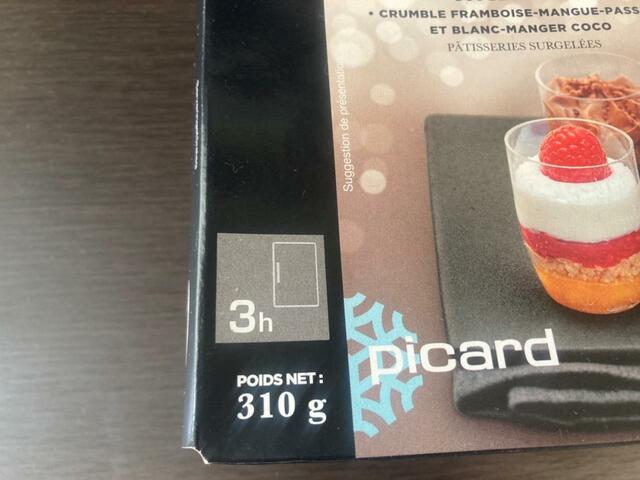 • CRUMBLE FRAMBOISE-MANGUE-PASS
ET BLANC-MANGER COCO
PÂTISSERIES SURGELÉES
Suggestion de présentation
3h
picard
POIDS NET :
310 g